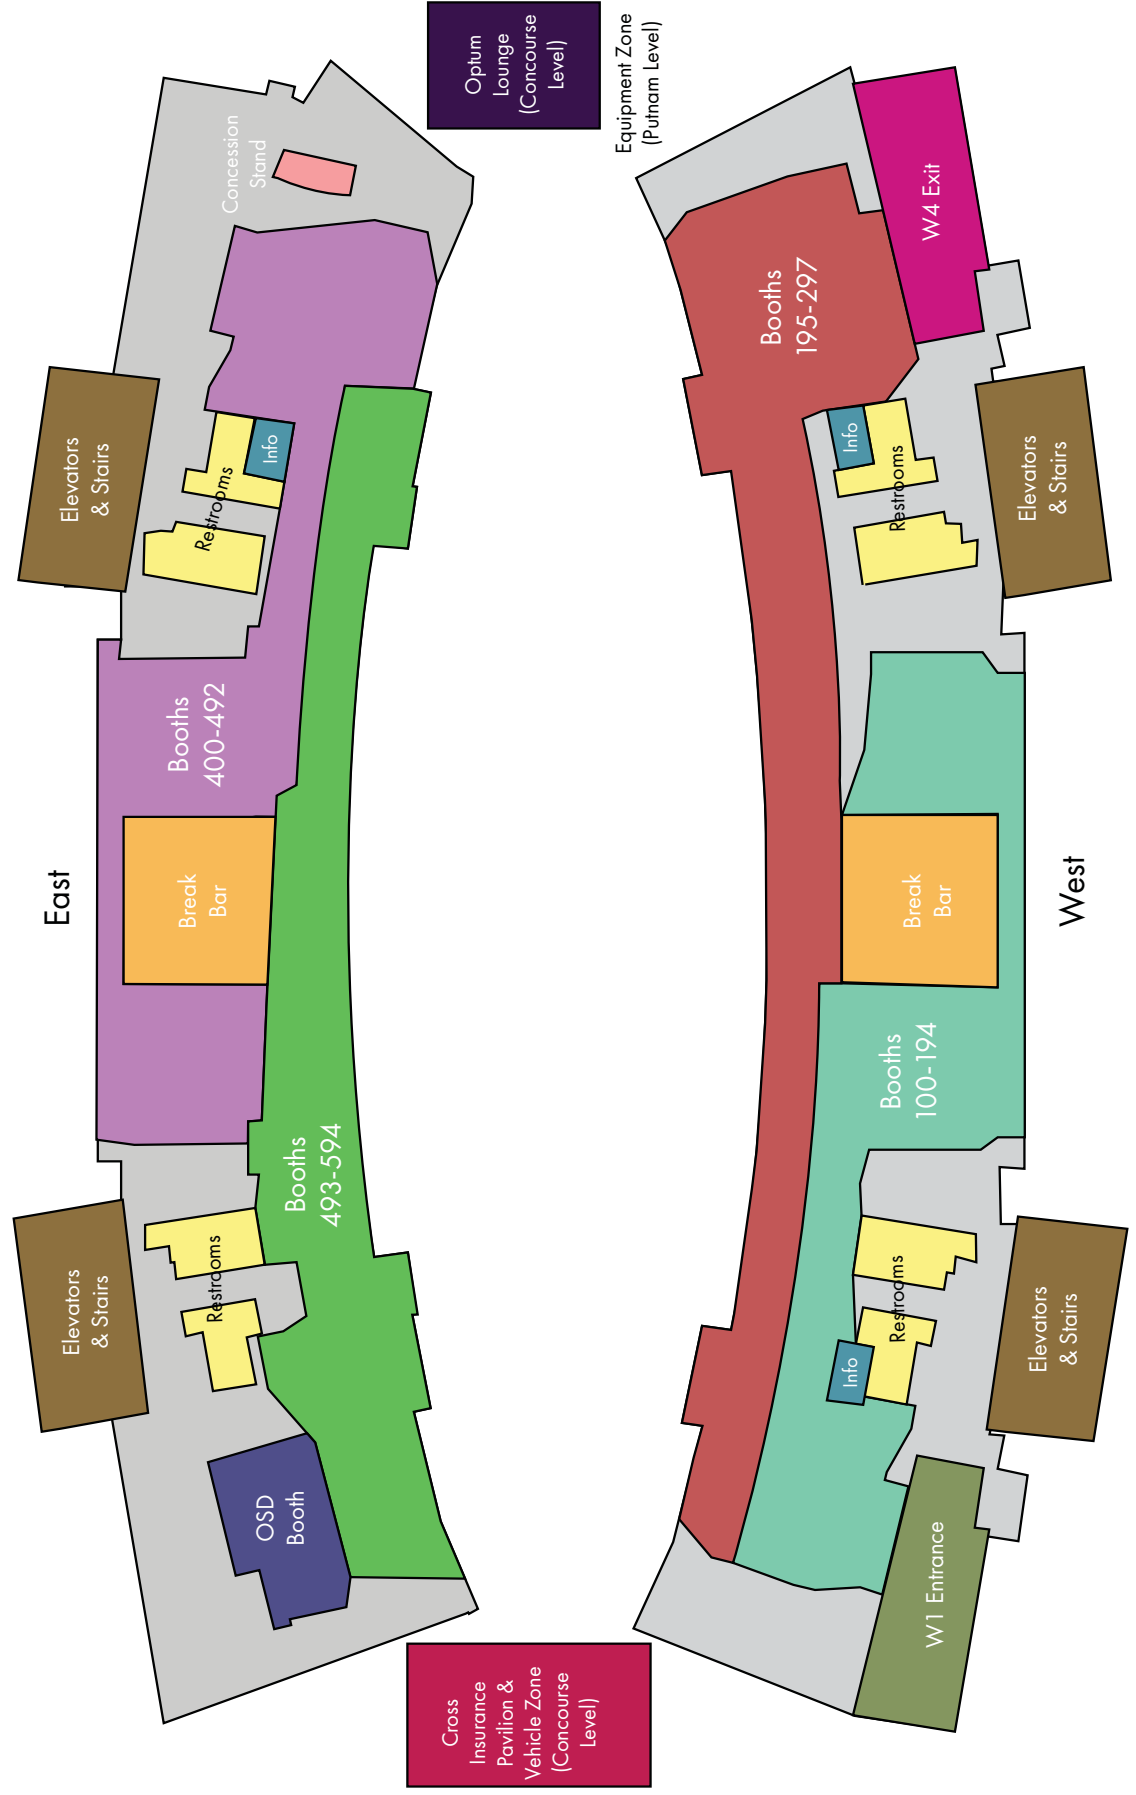 Optum
Lounge
(Concourse
Level)
Equipment Zone
(Putnam Level)
Concession
Stand
W4 Exit
Booths
195-297
Elevators
& Stairs
Info
Restrooms
Info
Restrooms
Elevators
& Stairs
Booths
400-492
East
Break
Bar
Break
Bar
West
Booths
100-194
Booths
493-594
Elevators
& Stairs
Restrooms
Restrooms
Info
Elevators
& Stairs
OSD
Booth
W1 Entrance
Cross
Insurance
Pavilion &
Vehicle Zone
(Concourse
Level)